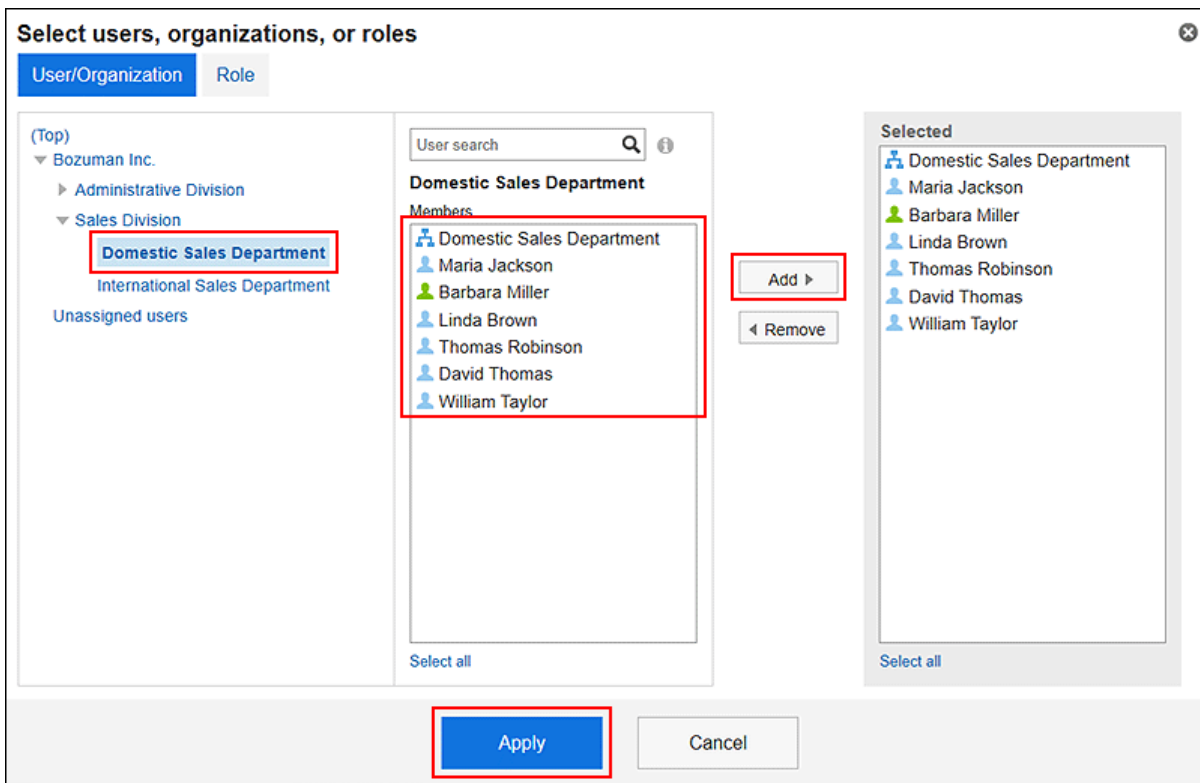 Select users, organizations, or roles
User/Organization
Role
(Top)
Bozuman Inc.
Administrative Division
Sales Division
Domestic Sales Department
International Sales Department
Unassigned users
User search
Domestic Sales Department
Members
Domestic Sales Department
Maria Jackson
Barbara Miller
Linda Brown
Thomas Robinson
David Thomas
William Taylor
Select all
Add
Remove
Selected
Domestic Sales Department
Maria Jackson
Barbara Miller
Linda Brown
Thomas Robinson
David Thomas
William Taylor
Select all
Apply
Cancel